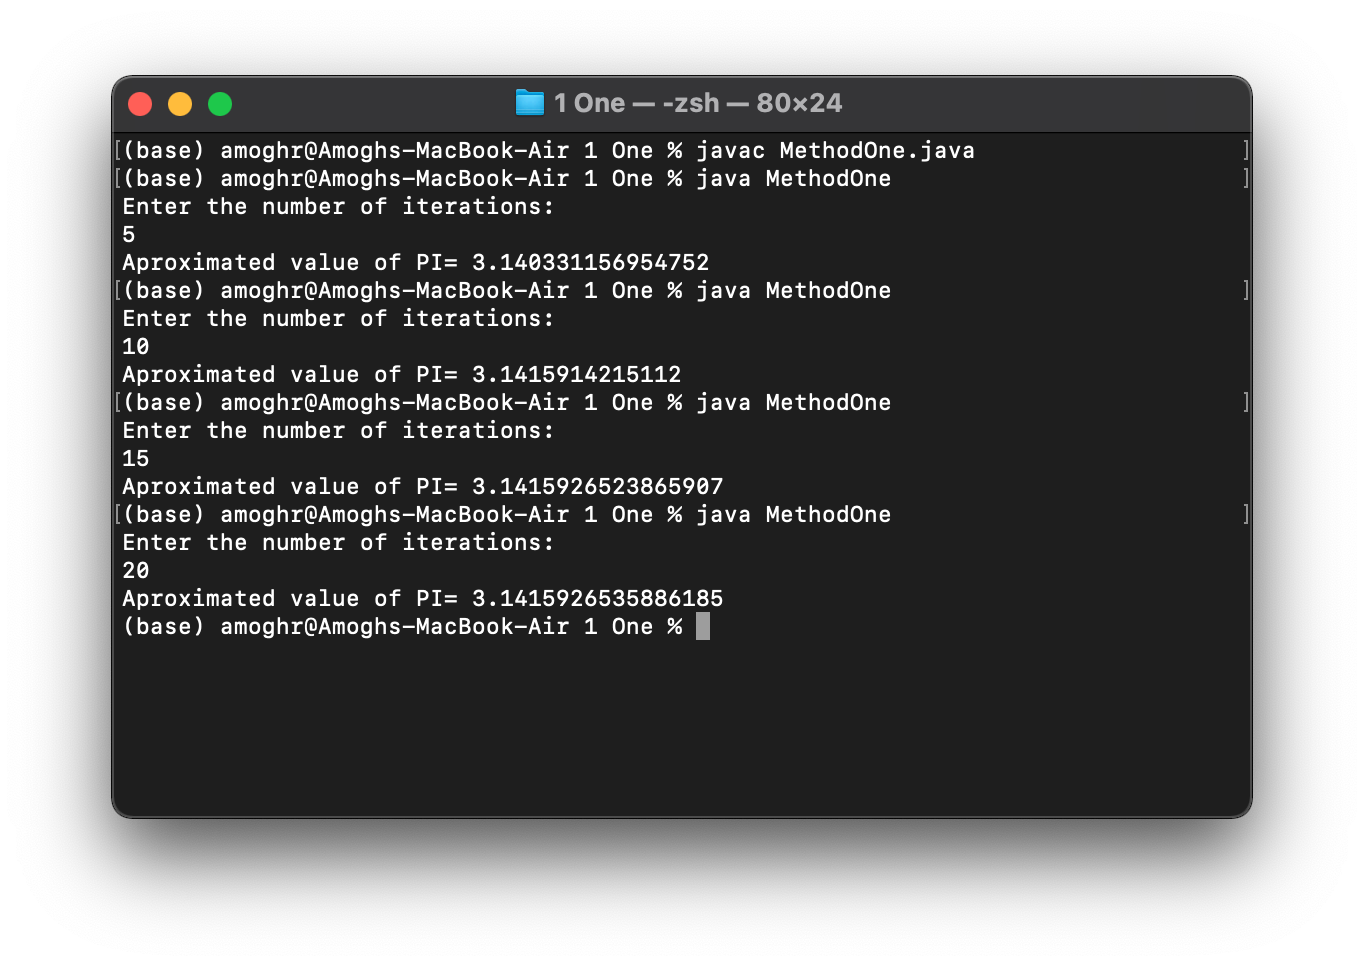 1 One — -zsh — 80×24
[(base) amoghr@Amoghs-MacBook-Air 1 One % javac MethodOne.java ]
[(base) amoghr@Amoghs-MacBook-Air 1 One % java MethodOne ]
Enter the number of icterations:
5
Aproximated value of PI= 3.140331156954752
[(base) amoghr@Amoghs-MacBook-Air 1 One % java MethodOne ]
Enter the number of icterations:
10
Aproximated value of PI= 3.1415914215112
[(base) amoghr@Amoghs-MacBook-Air 1 One % java MethodOne ]
Enter the number of icterations:
15
Aproximated value of PI= 3.1415926523865907
[(base) amoghr@Amoghs-MacBook-Air 1 One % java MethodOne ]
Enter the number of icterations:
20
Aproximated value of PI= 3.1415926535886185
(base) amoghr@Amoghs-MacBook-Air 1 One %